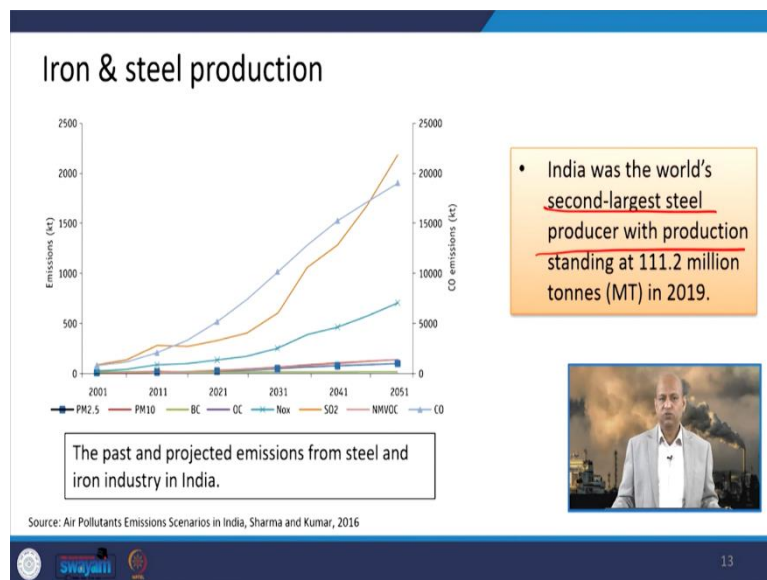 Iron & steel production
2500
2000
1500
1000
500
0
Emissions (kt)
25000
20000
15000
10000
5000
0
CO emissions (kt)
2001 2011 2021 2031 2041 2051
PM2.5 PM10 BC OC Nox SO2 NMVOC CO
The past and projected emissions from steel and
iron industry in India.
• India was the world's
second-largest steel
producer with production
standing at 111.2 million
tonnes (MT) in 2019.
Source: Air Pollutants Emissions Scenarios in India, Sharma and Kumar, 2016
swayam
13